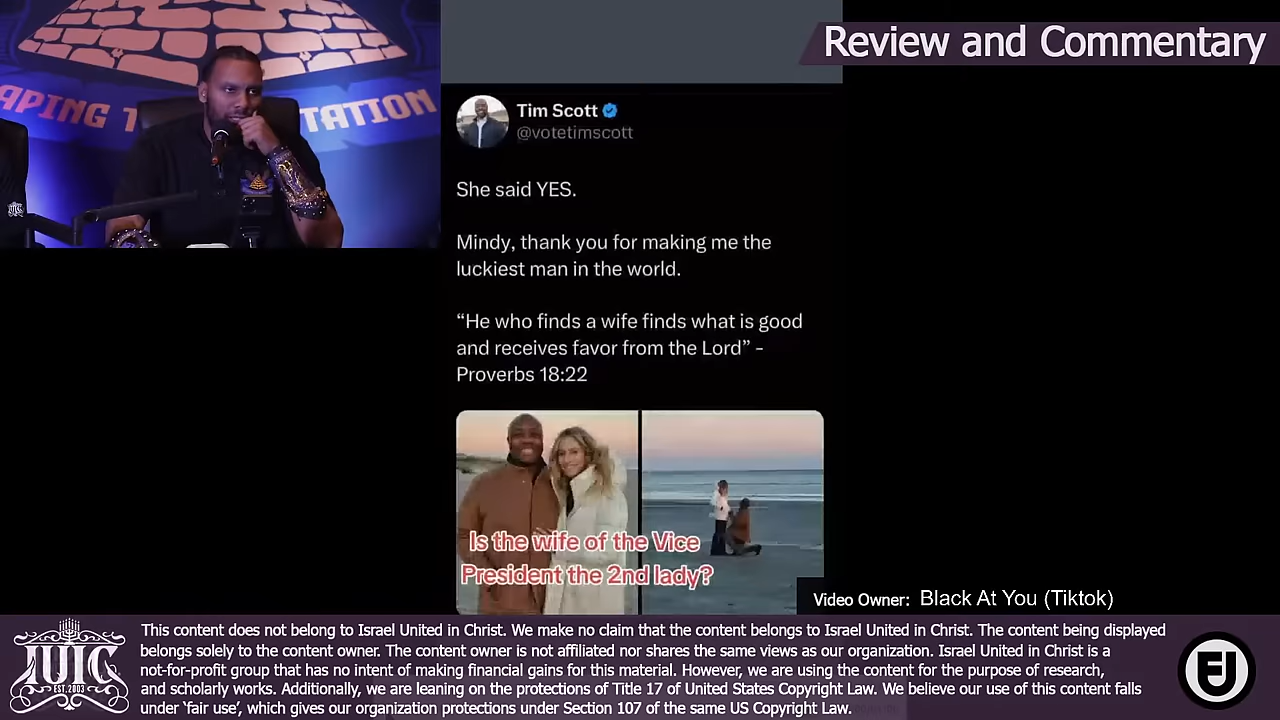 Review and Commentary
APING T
TATION
IUIC
Tim Scott
@votetimscott
She said YES.
Mindy, thank you for making me the
luckiest man in the world.
“He who finds a wife finds what is good
and receives favor from the Lord” -
Proverbs 18:22
Is the wife of the Vice
President the 2nd lady?
Video Owner: Black At You (Tiktok)
IUIC
EST. 2003
This content does not belong to Israel United in Christ. We make no claim that the content belongs to Israel United in Christ. The content being displayed
belongs solely to the content owner. The content owner is not affiliated nor shares the same views as our organization. Israel United in Christ is a
not-for-profit group that has no intent of making financial gains for this material. However, we are using the content for the purpose of research,
and scholarly works. Additionally, we are leaning on the protections of Title 17 of United States Copyright Law. We believe our use of this content falls
under ‘fair use’, which gives our organization protections under Section 107 of the same US Copyright Law.